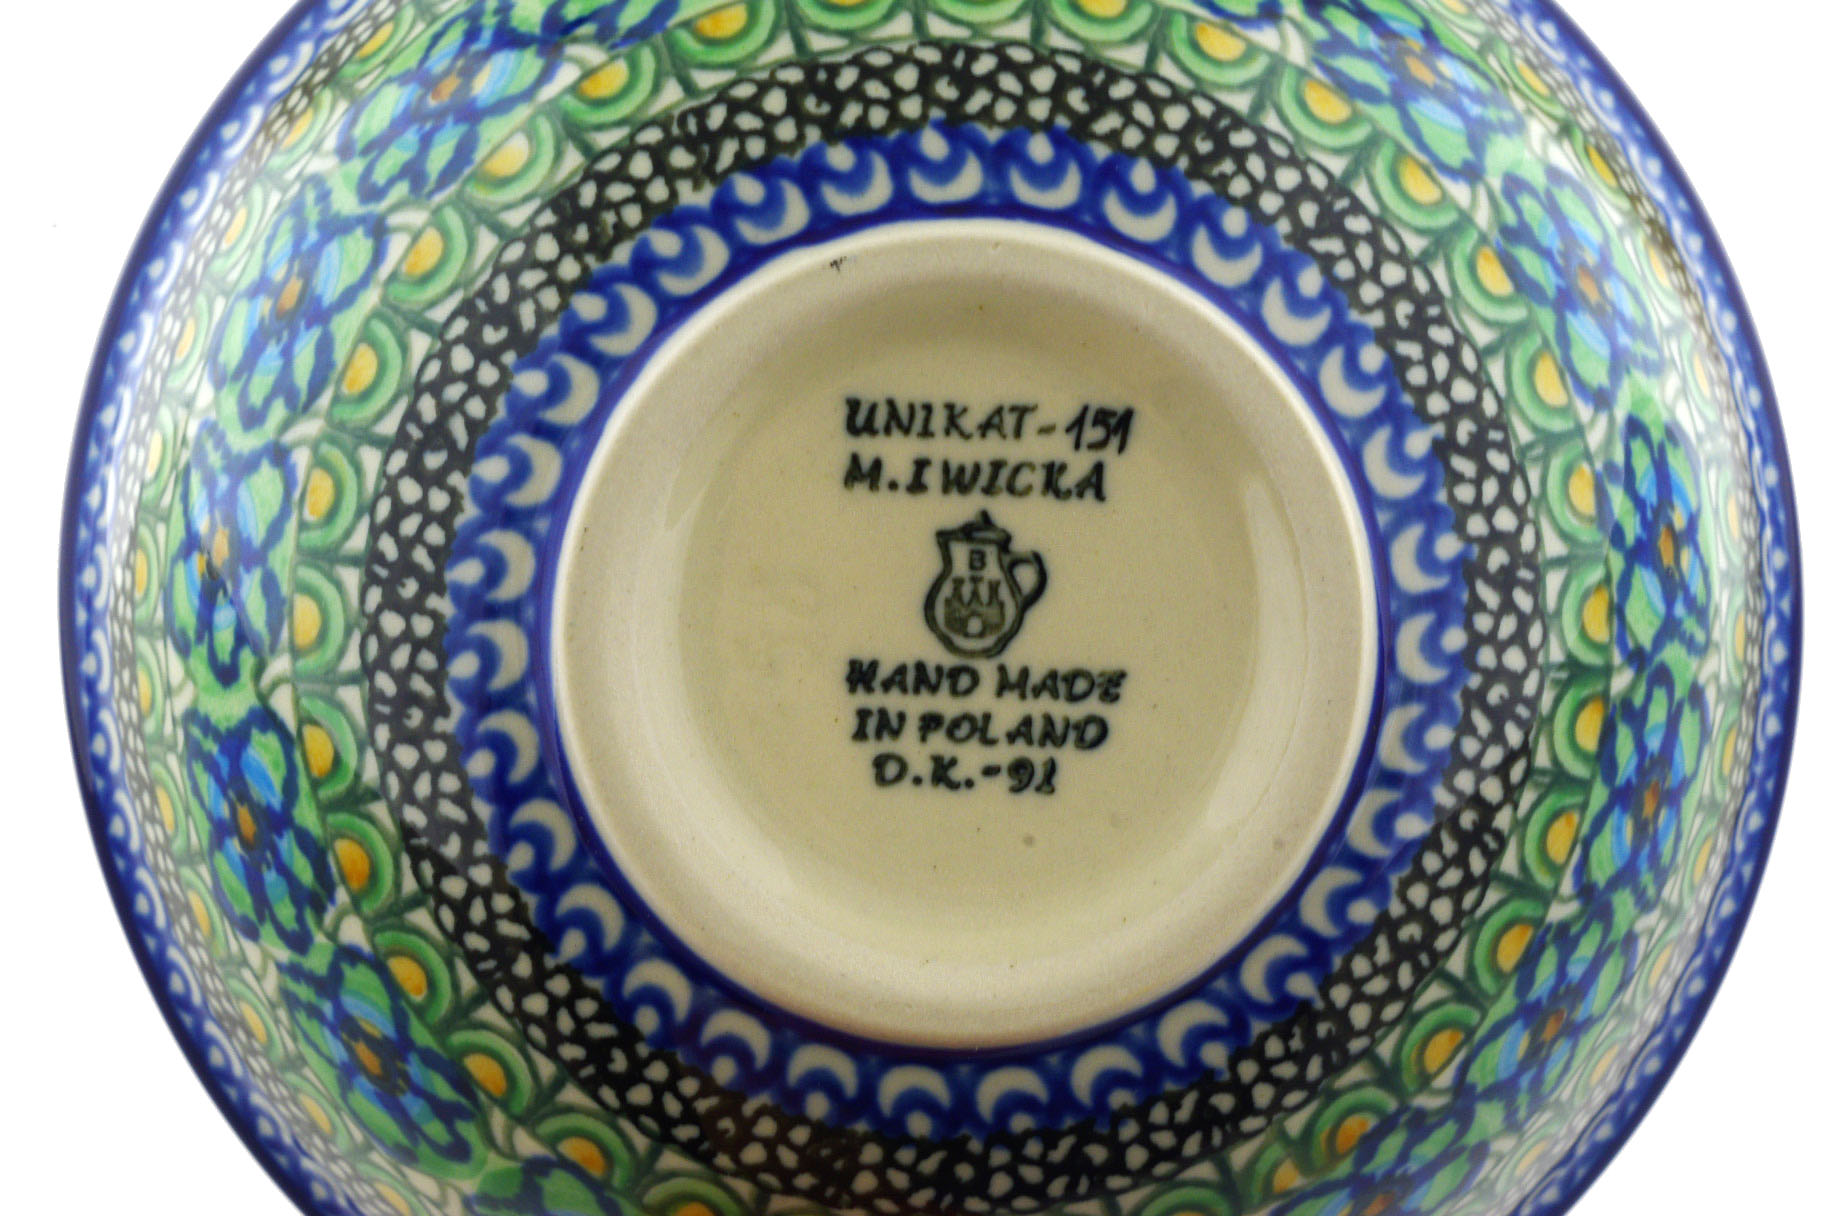 UNIKAT-151
M.IWICKA
B
HAND MADE
IN POLAND
D.K.-91